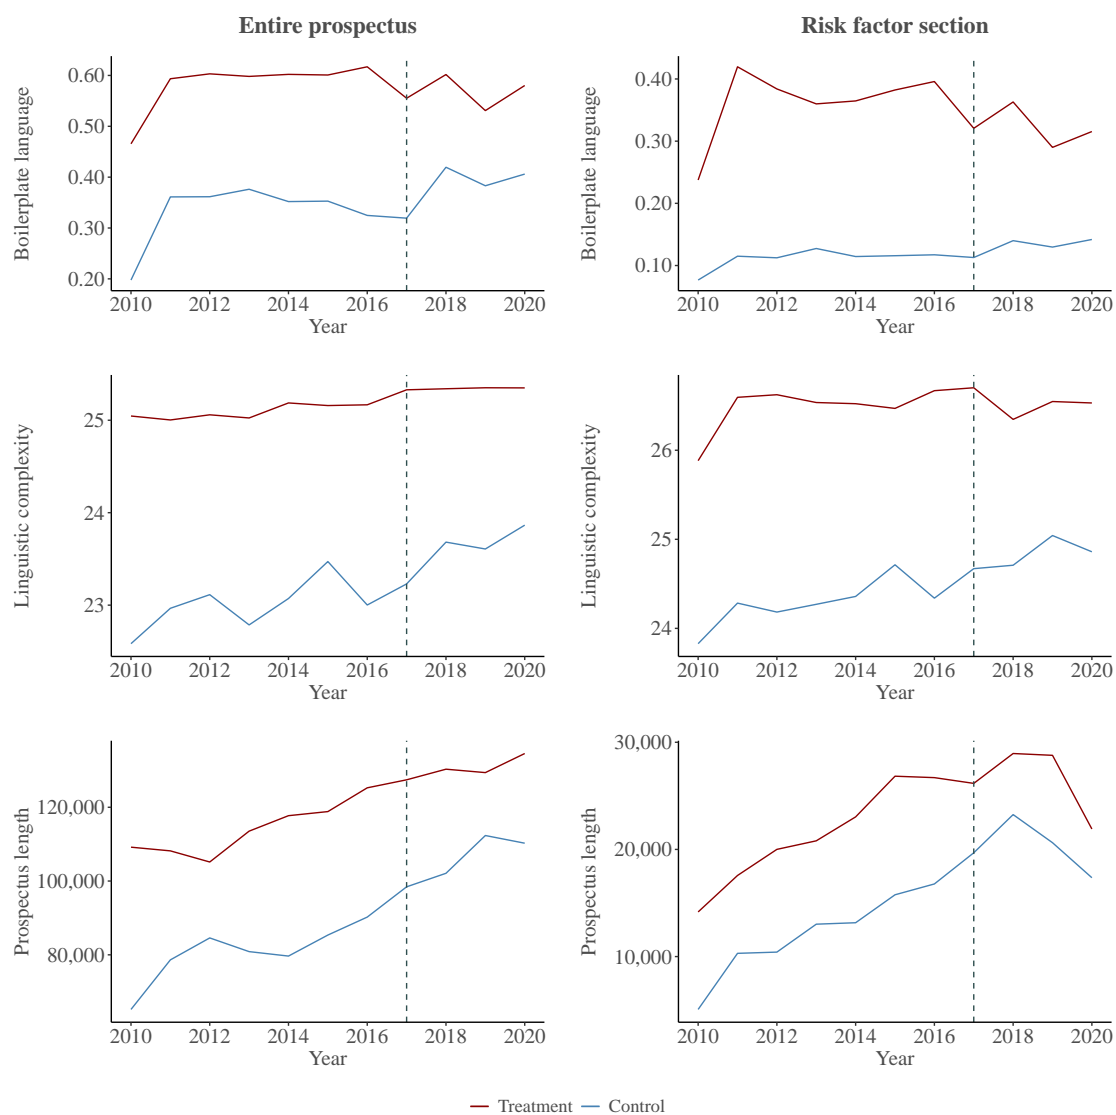 Entire prospectus
Risk factor section
Boilerplate language
0.60
0.50
0.40
0.30
0.20
2010 2012 2014 2016 2018 2020
Year
Boilerplate language
0.40
0.30
0.20
0.10
2010 2012 2014 2016 2018 2020
Year
Linguistic complexity
25
24
23
2010 2012 2014 2016 2018 2020
Year
Linguistic complexity
26
25
24
2010 2012 2014 2016 2018 2020
Year
Prospectus length
120,000
100,000
80,000
2010 2012 2014 2016 2018 2020
Year
Prospectus length
30,000
20,000
10,000
2010 2012 2014 2016 2018 2020
Year
Treatment Control